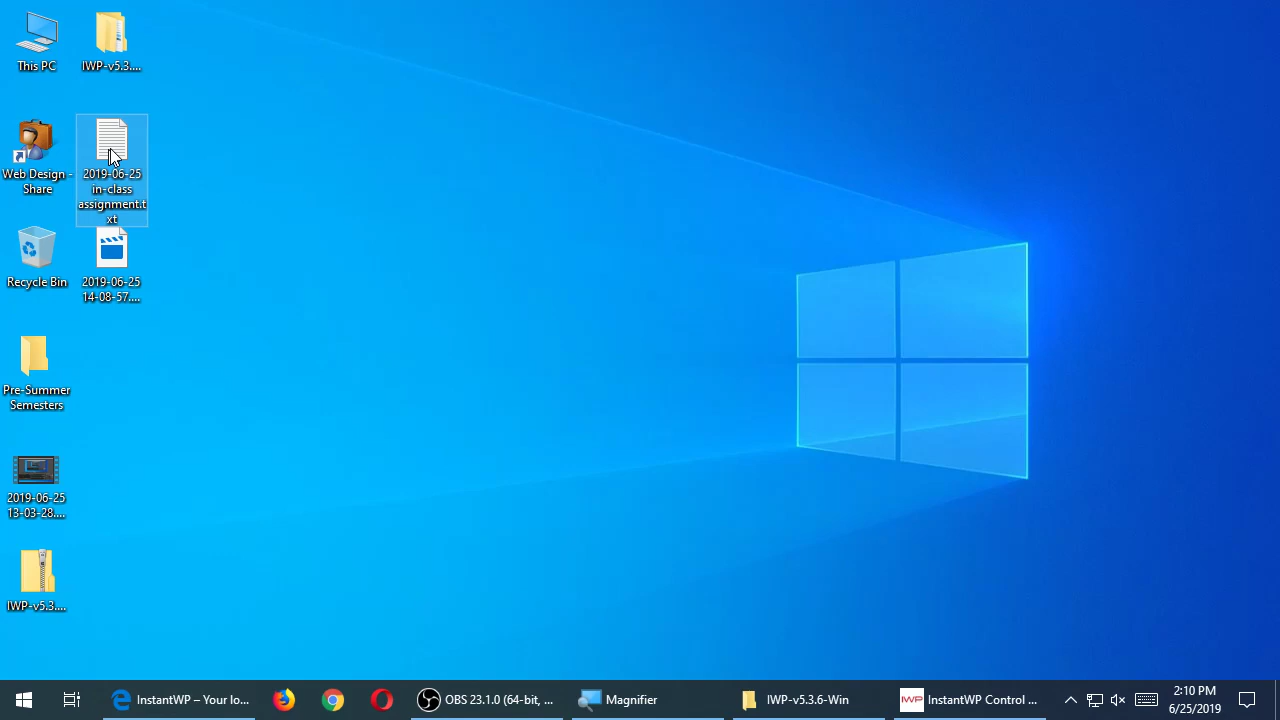 This PC
IWP-v5.3....
Web Design -
Share
2019-06-25
in-class
assignment.t
xt
Recycle Bin
2019-06-25
14-08-57....
Pre-Summer
Semesters
2019-06-25
13-03-28....
IWP-v5.3....
InstantWP – Your lo...
OBS 23.1.0 (64-bit, ...
Magnifier
IWP-v5.3.6-Win
IWP
InstantWP Control ...
2:10 PM
6/25/2019